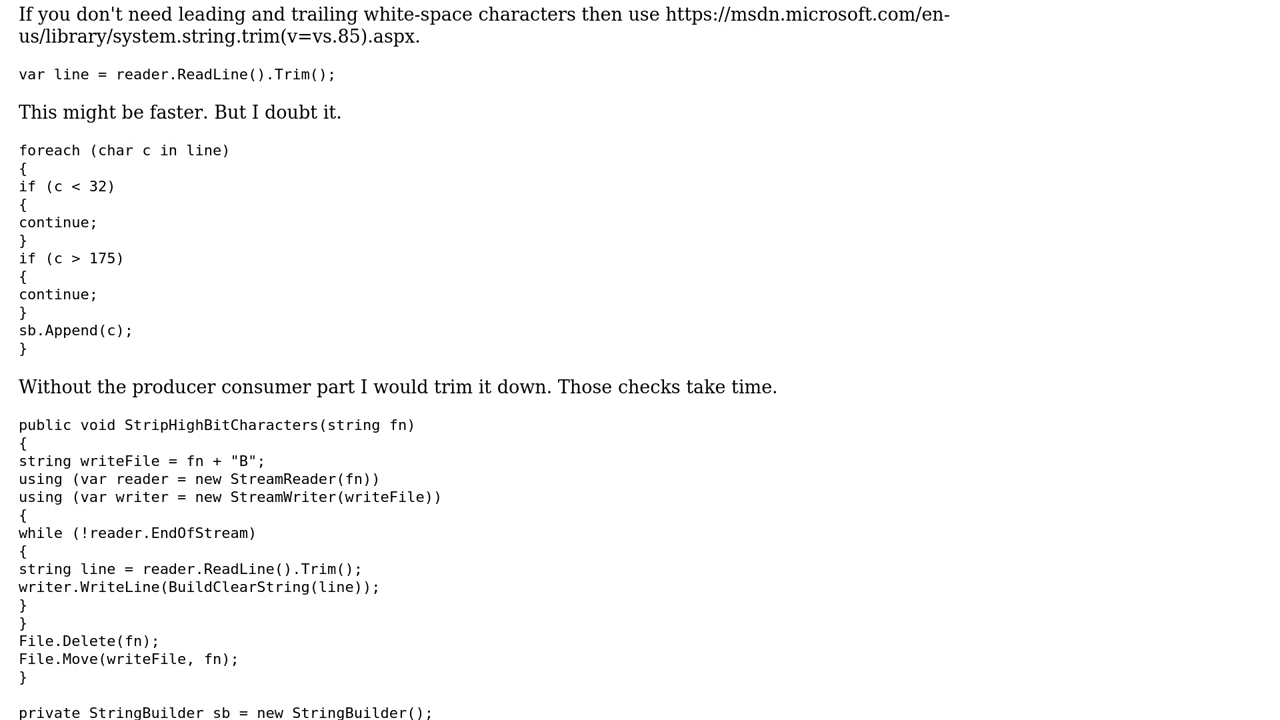 If you don't need leading and trailing white-space characters then use https://msdn.microsoft.com/en-
us/library/system.string.trim(v=vs.85).aspx.
var line = reader.ReadLine().Trim();
This might be faster. But I doubt it.
foreach (char c in line)
{
if (c < 32)
{
continue;
}
if (c > 175)
{
continue;
}
sb.Append(c);
}
Without the producer consumer part I would trim it down. Those checks take time.
public void StripHighBitCharacters(string fn)
{
string writeFile = fn + "B";
using (var reader = new StreamReader(fn))
using (var writer = new StreamWriter(writeFile))
{
while (!reader.EndOfStream)
{
string line = reader.ReadLine().Trim();
writer.WriteLine(BuildClearString(line));
}
}
File.Delete(fn);
File.Move(writeFile, fn);
}
private StringBuilder sb = new StringBuilder();